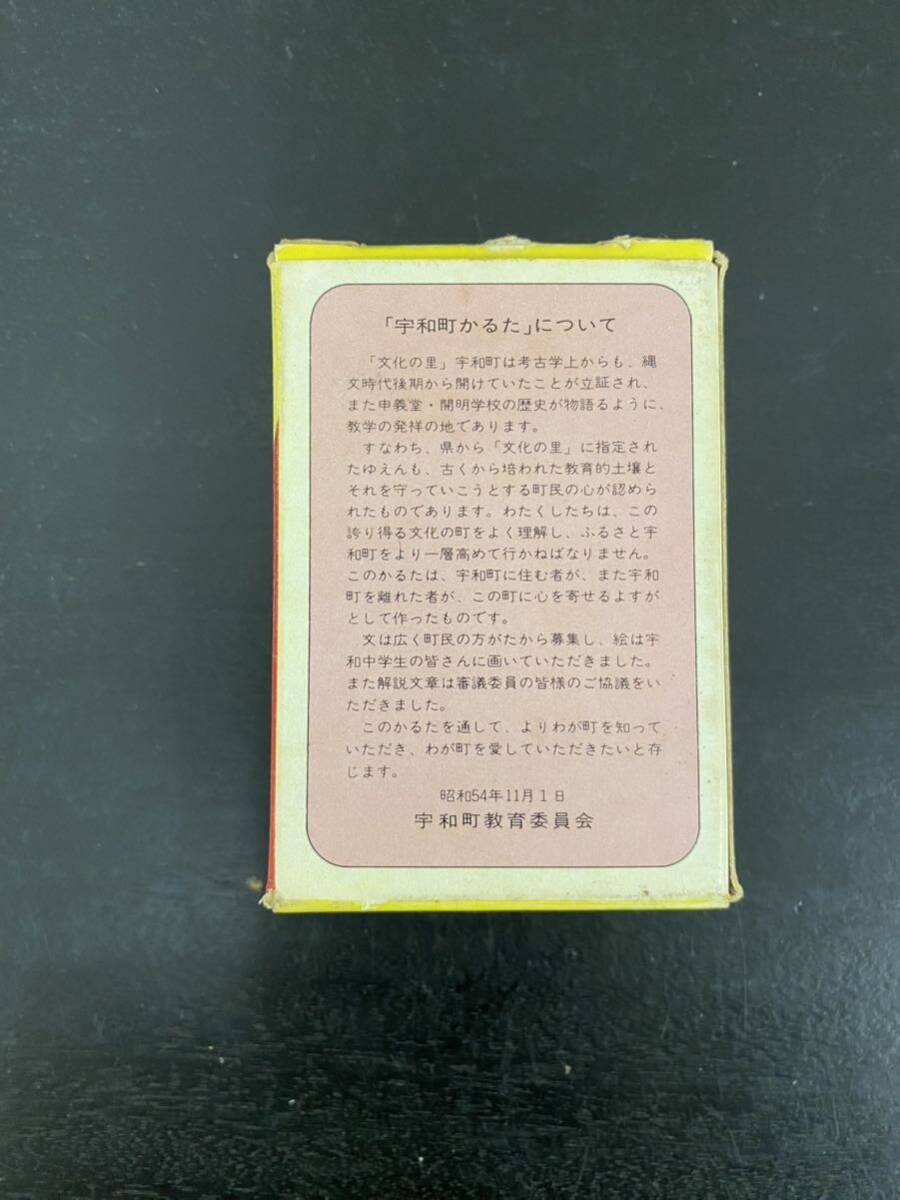 「宇和町かるた」について
「文化の里」宇和町は考古学上からも、縄
文時代後期から開けていたことが立証され、
また申義堂・開明学校の歴史が物語るように、
教学の発祥の地であります。
すなわち、県から「文化の里」に指定され
たゆえんも、古くから培われた教育的土壌と
それを守っていこうとする町民の心が認めら
れたものであります。わたくしたちは、この
誇り得る文化の町をよく理解し、ふるさと宇
和町をより一層高めて行かねばなりません。
このかるたは、宇和町に住む者が、また宇和
町を離れた者が、この町に心を寄せるよすが
として作ったものです。
文は広く町民の方がたから募集し、絵は宇
和中学生の皆さんに画いていただきました。
また解説文章は審議委員の皆様のご協議をい
ただきました。
このかるたを通して、よりわが町を知って
いただき、わが町を愛していただきたいと存
じます。
昭和54年11月1日
宇和町教育委員会